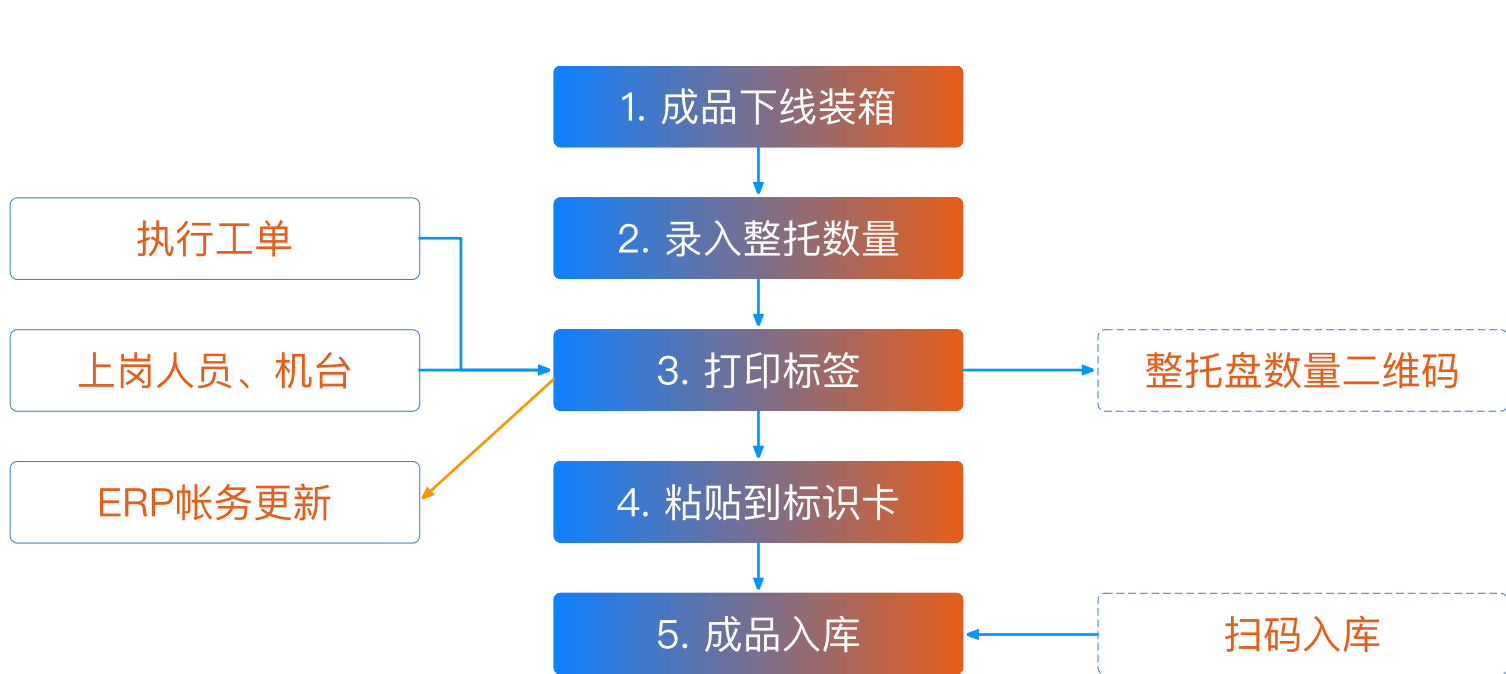 1. 成品下线装箱
执行工单
2. 录入整托数量
上岗人员、机台
3. 打印标签
整托盘数量二维码
ERP帐务更新
4. 粘贴到标识卡
5. 成品入库
扫码入库